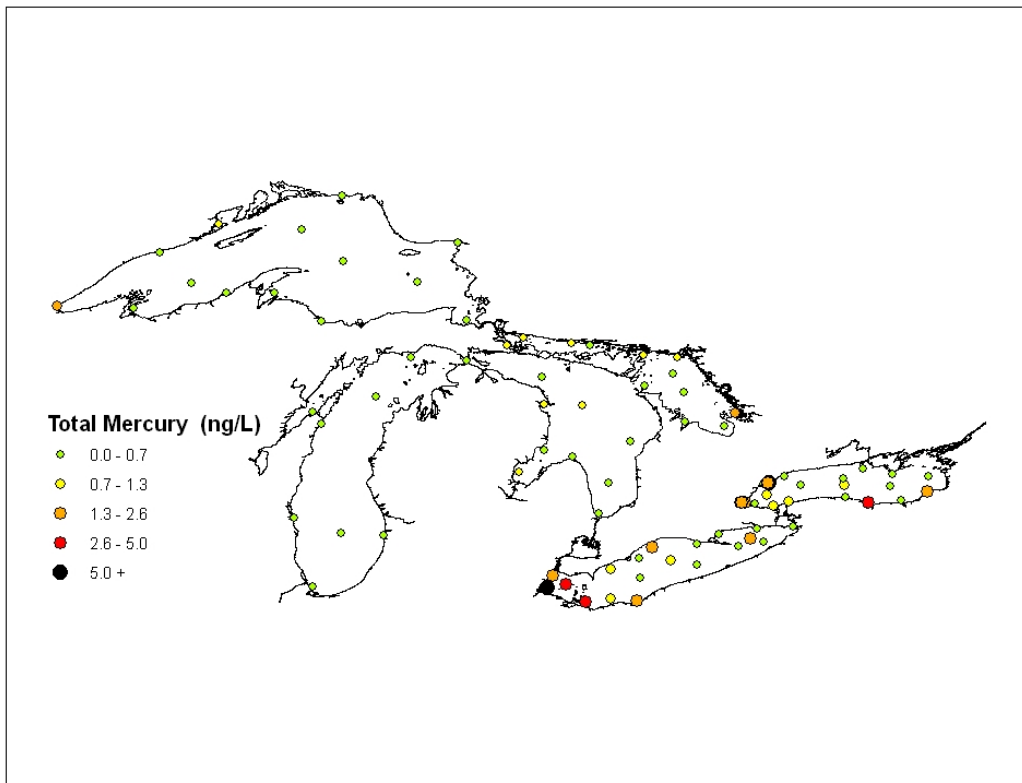 Total Mercury (ng/L)
0.0 - 0.7
0.7 - 1.3
1.3 - 2.6
2.6 - 5.0
5.0 +